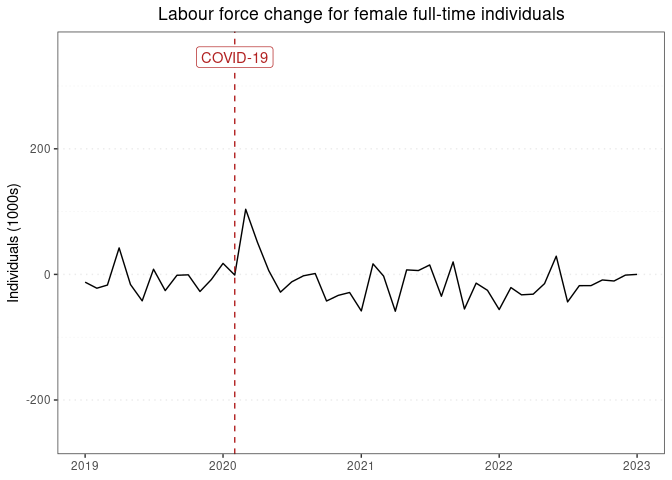 Labour force change for female full-time individuals
COVID-19
Individuals (1000s)
200
0
-200
2019 2020 2021 2022 2023